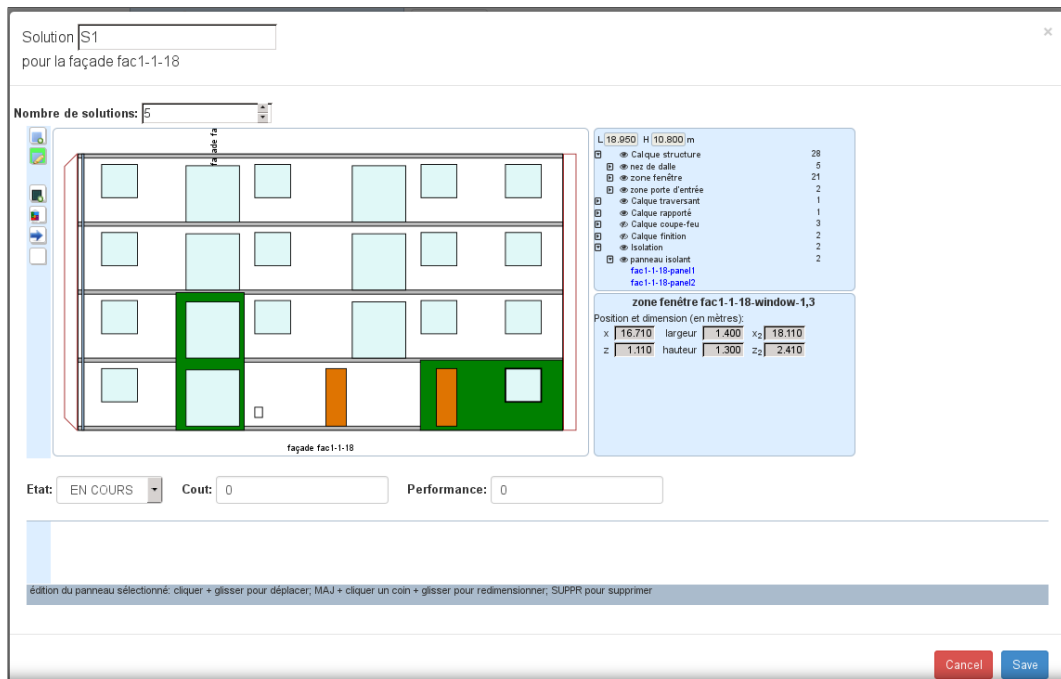 Solution S1
×
pour la façade fac1-1-18
Nombre de solutions: 5
façade fa
façade fac1-1-18
L 18.950 H 10.800 m
Calque structure 28
nez de dalle 5
zone fenêtre 21
zone porte d'entrée 2
Calque traversant 1
Calque rapporté 1
Calque coupe-feu 3
Calque finition 2
Isolation 2
panneau isolant 2
fac1-1-18-panel1
fac1-1-18-panel2
zone fenêtre fac1-1-18-window-1,3
Position et dimension (en mètres):
x 16.710 largeur 1.400 x2 18.110
z 1.110 hauteur 1.300 z2 2.410
Etat: EN COURS Cout: 0 Performance: 0
édition du panneau sélectionné: cliquer + glisser pour déplacer; MAJ + cliquer un coin + glisser pour redimensionner; SUPPR pour supprimer
Cancel Save